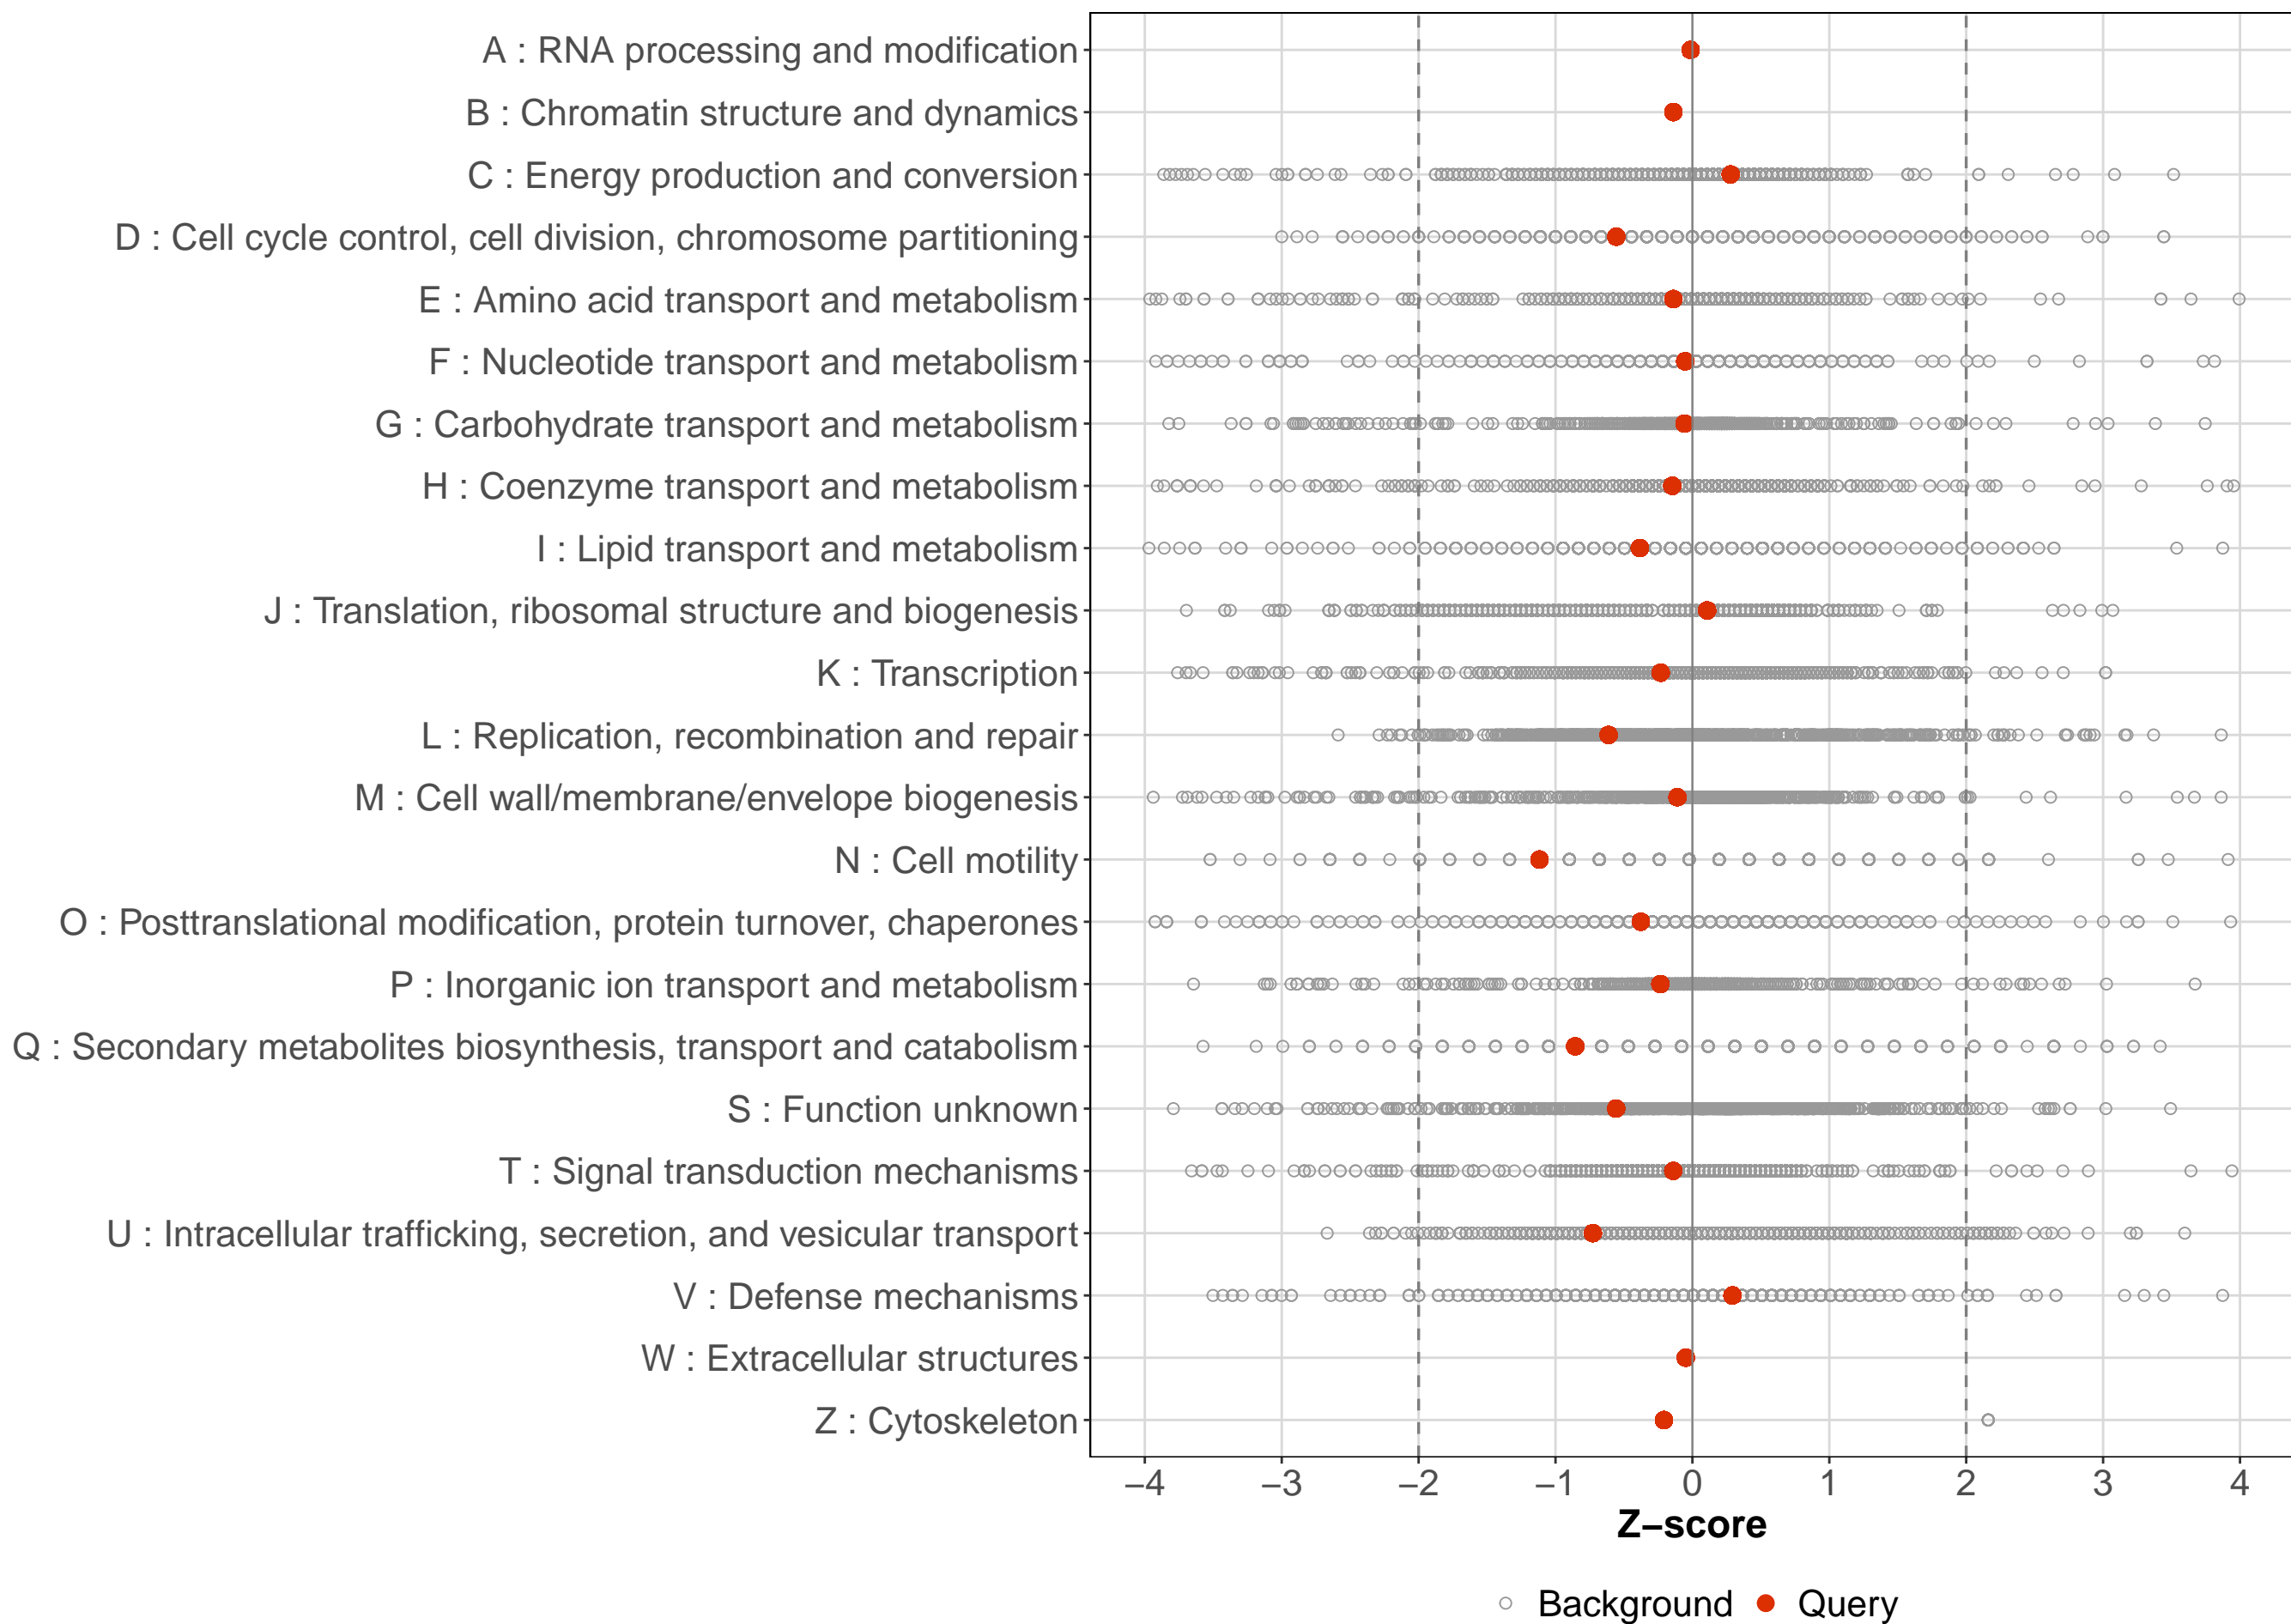 A : RNA processing and modification
B : Chromatin structure and dynamics
C : Energy production and conversion
D : Cell cycle control, cell division, chromosome partitioning
E : Amino acid transport and metabolism
F : Nucleotide transport and metabolism
G : Carbohydrate transport and metabolism
H : Coenzyme transport and metabolism
I : Lipid transport and metabolism
J : Translation, ribosomal structure and biogenesis
K : Transcription
L : Replication, recombination and repair
M : Cell wall/membrane/envelope biogenesis
N : Cell motility
O : Posttranslational modification, protein turnover, chaperones
P : Inorganic ion transport and metabolism
Q : Secondary metabolites biosynthesis, transport and catabolism
S : Function unknown
T : Signal transduction mechanisms
U : Intracellular trafficking, secretion, and vesicular transport
V : Defense mechanisms
W : Extracellular structures
Z : Cytoskeleton
−4 −3 −2 −1 0 1 2 3 4
Z−score
Background Query